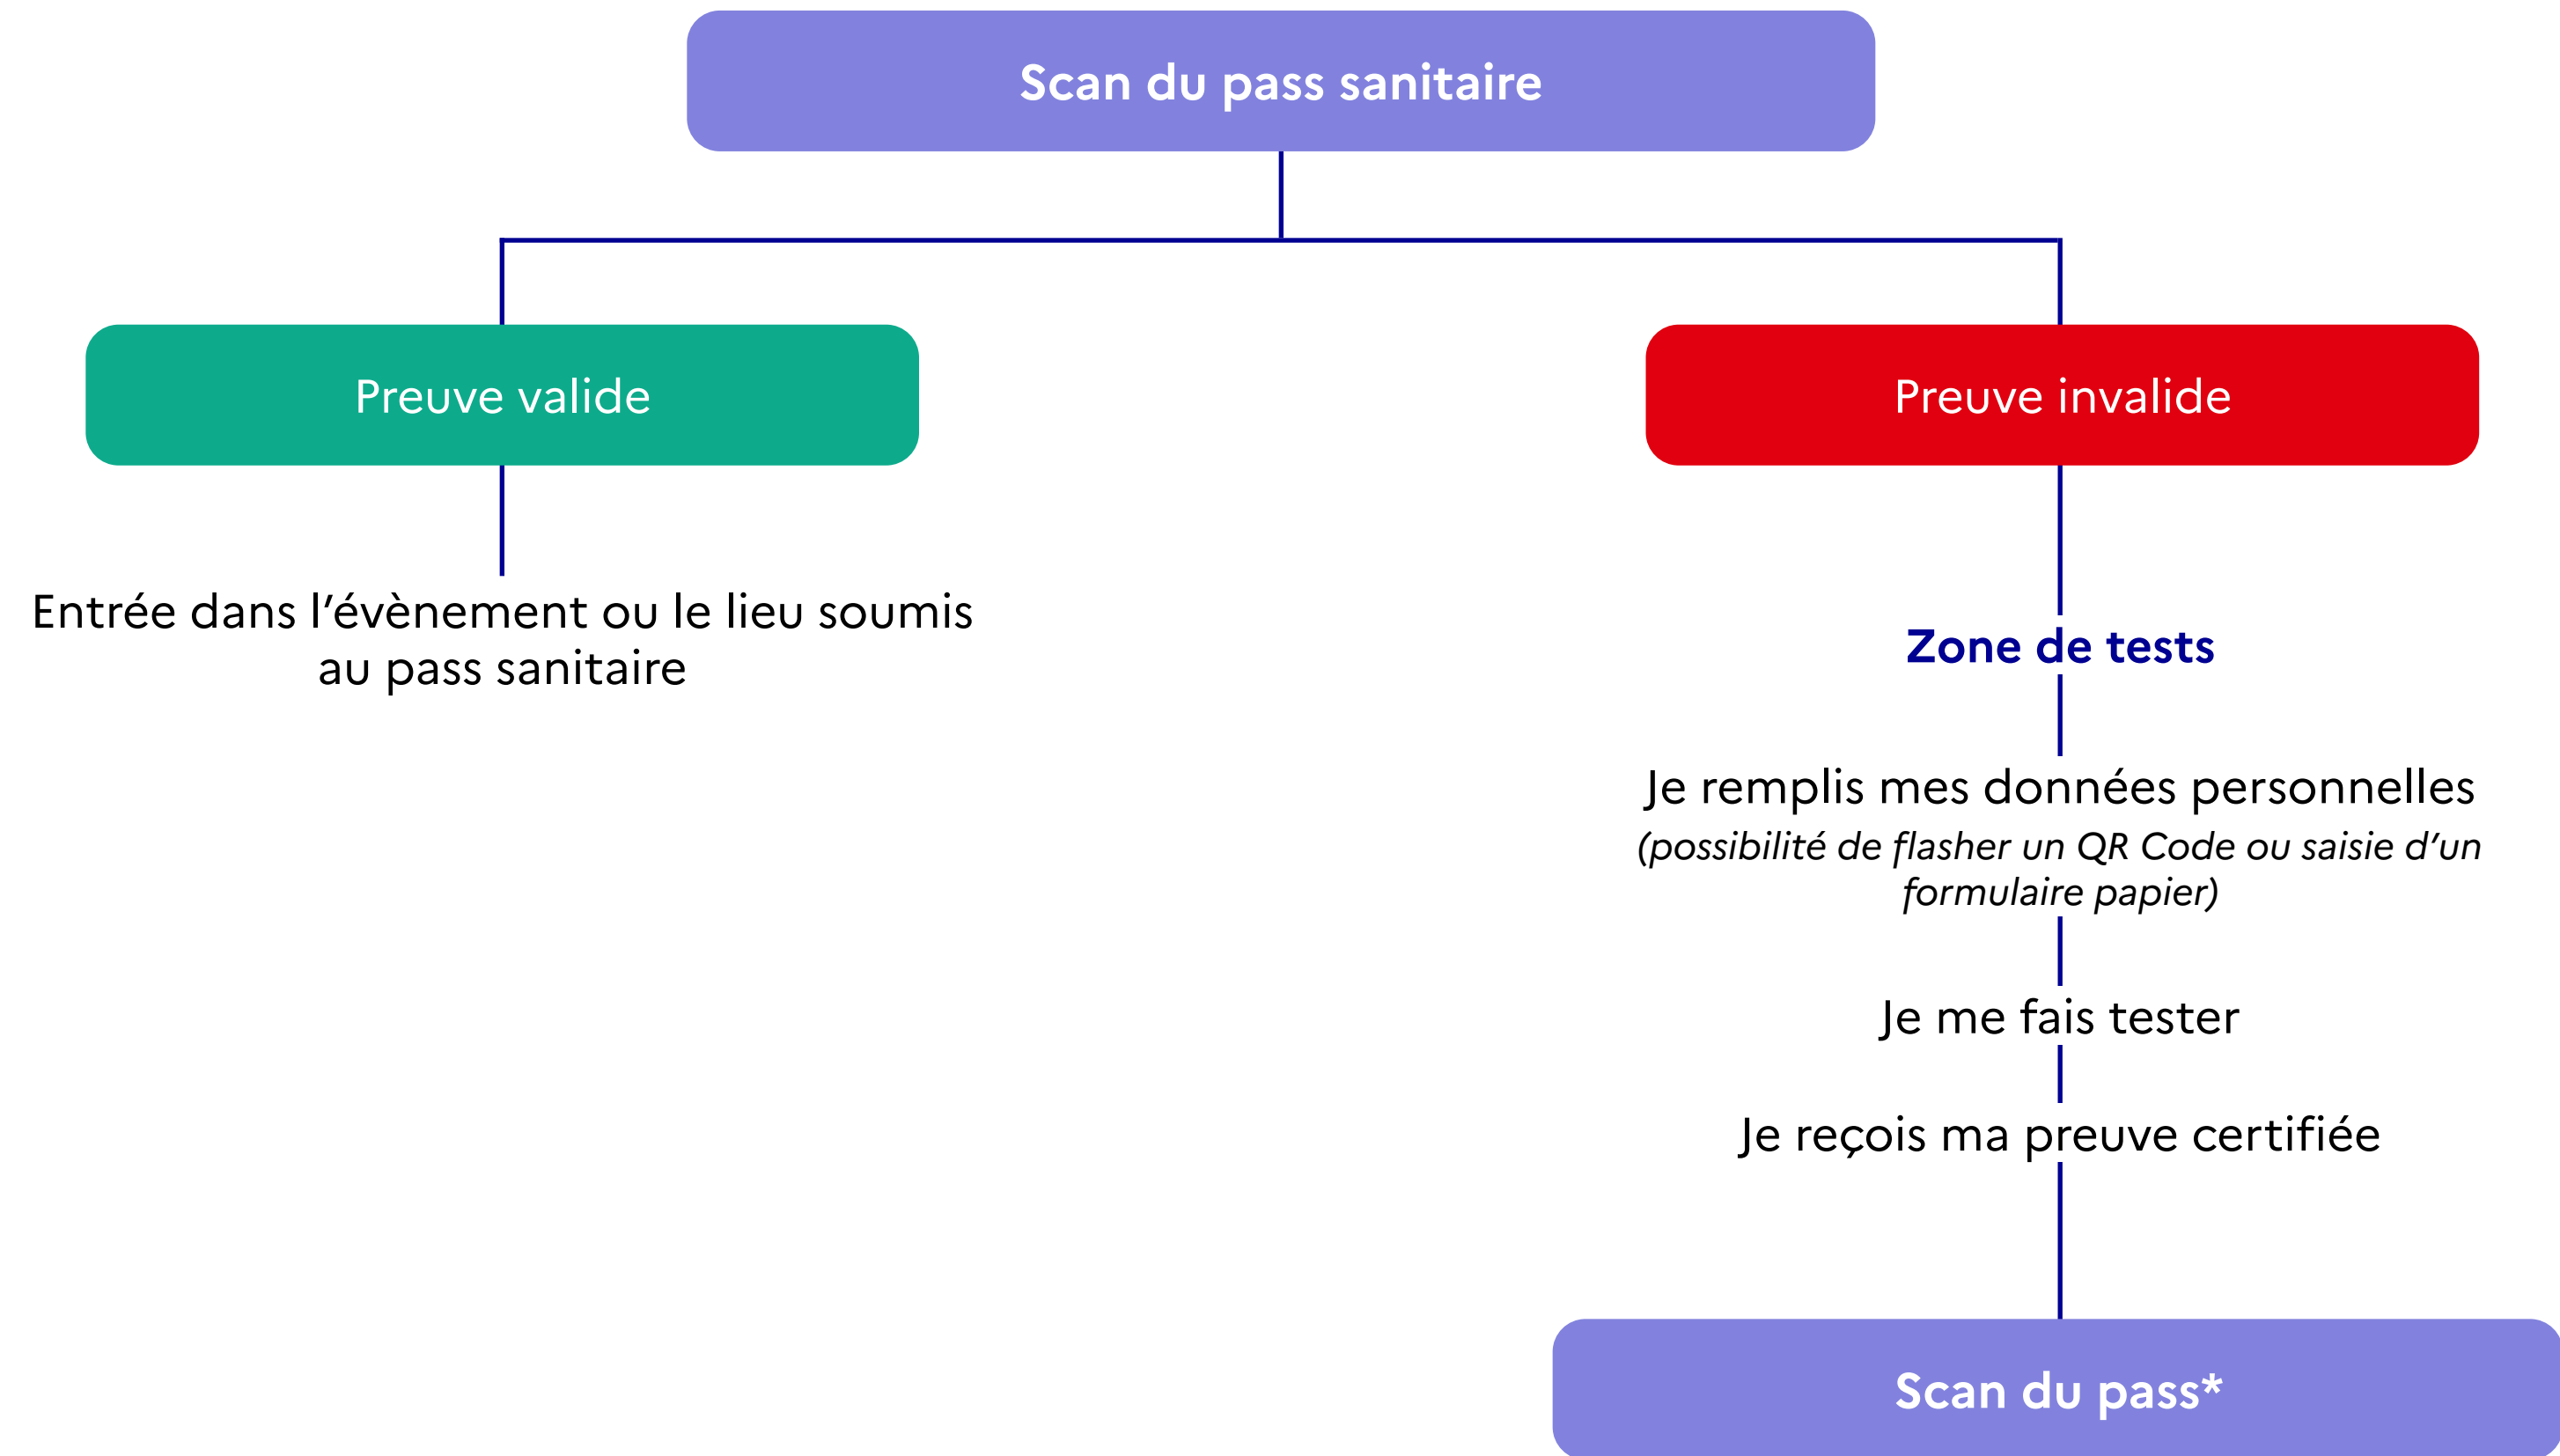 Scan du pass sanitaire
Preuve valide
Preuve invalide
Entrée dans l’évènement ou le lieu soumis
au pass sanitaire
Zone de tests
Je remplis mes données personnelles
(possibilité de flasher un QR Code ou saisie d’un
formulaire papier)
Je me fais tester
Je reçois ma preuve certifiée
Scan du pass*